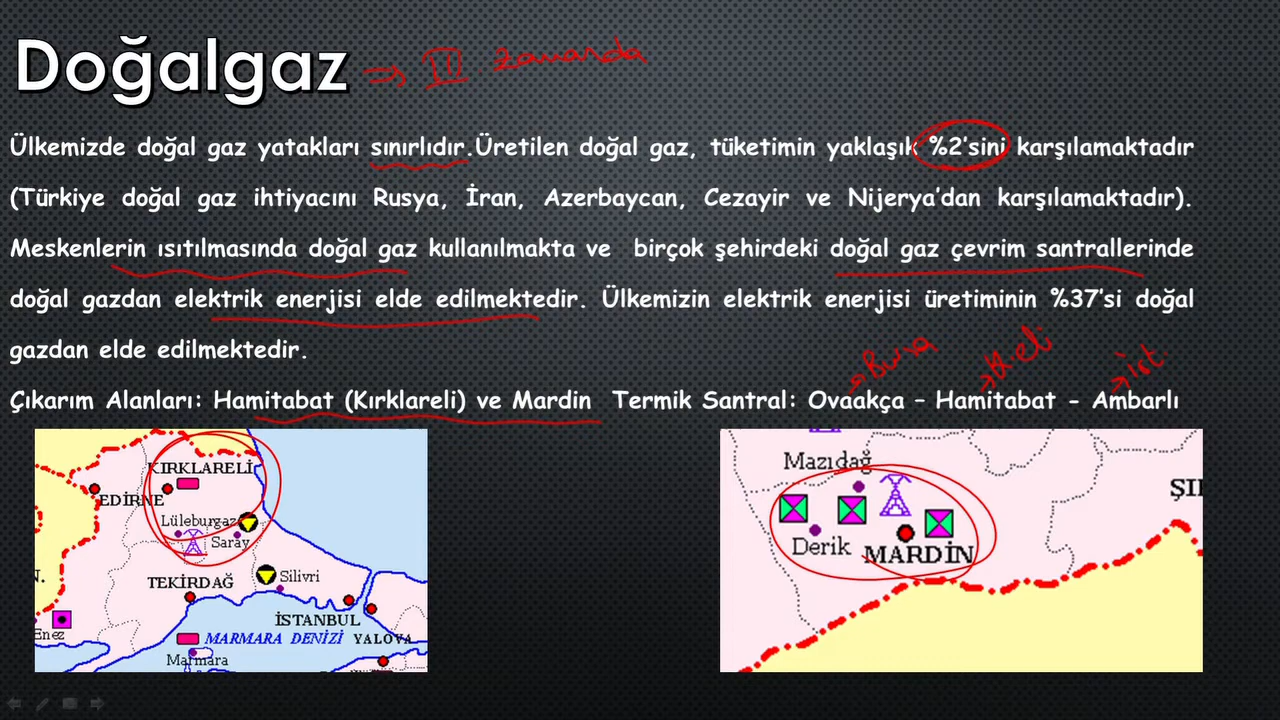 Doğalgaz → III. zamanda
Ülkemizde doğal gaz yatakları sınırlıdır.Üretilen doğal gaz, tüketimin yaklaşık %2’sini karşılamaktadır
(Türkiye doğal gaz ihtiyacını Rusya, İran, Azerbaycan, Cezayir ve Nijerya’dan karşılamaktadır).
Meskenlerin ısıtılmasında doğal gaz kullanılmakta ve birçok şehirdeki doğal gaz çevrim santrallerinde
doğal gazdan elektrik enerjisi elde edilmektedir. Ülkemizin elektrik enerjisi üretiminin %37’si doğal
gazdan elde edilmektedir.
→ Bursa → K.eli → ist.
Çıkarım Alanları: Hamitabat (Kırklareli) ve Mardin Termik Santral: Ovaakça – Hamitabat - Ambarlı
KIRKLARELİ
EDİRNE
Lüleburgaz
Saray
TEKİRDAĞ
Silivri
İSTANBUL
Enez
MARMARA DENİZİ YALOVA
Marmara
Mazıdağ
Derik
MARDİN